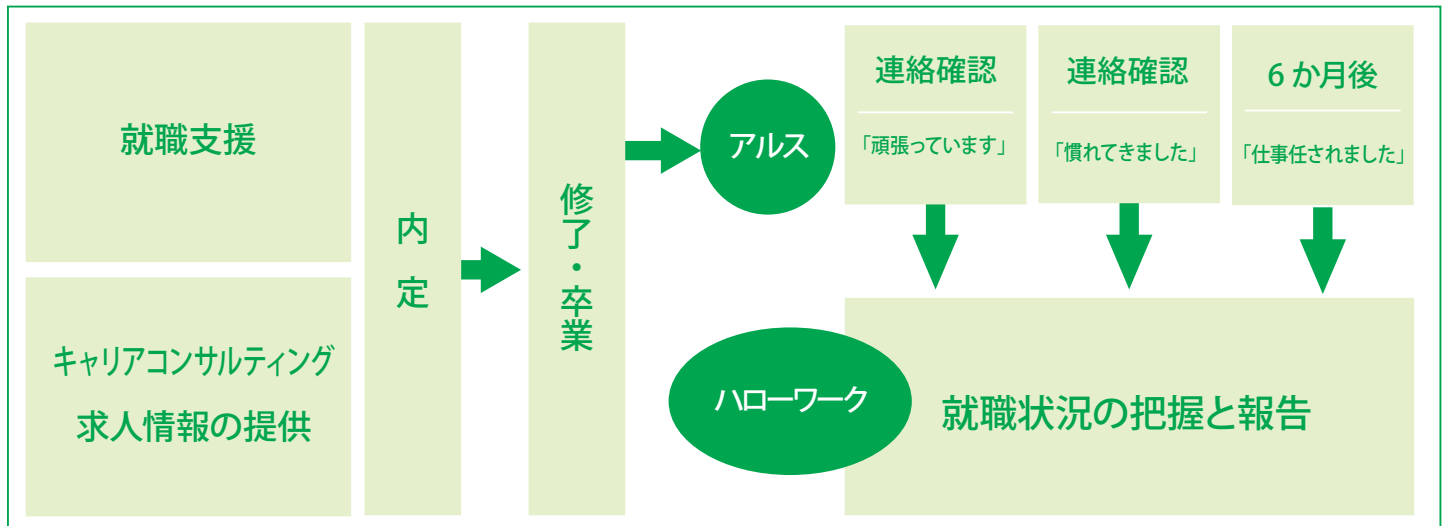 就職支援
キャリアコンサルティング
求人情報の提供
内定
修了・卒業
アルス
連絡確認
「頑張っています」
連絡確認
「慣れてきました」
6か月後
「仕事任されました」
ハローワーク
就職状況の把握と報告